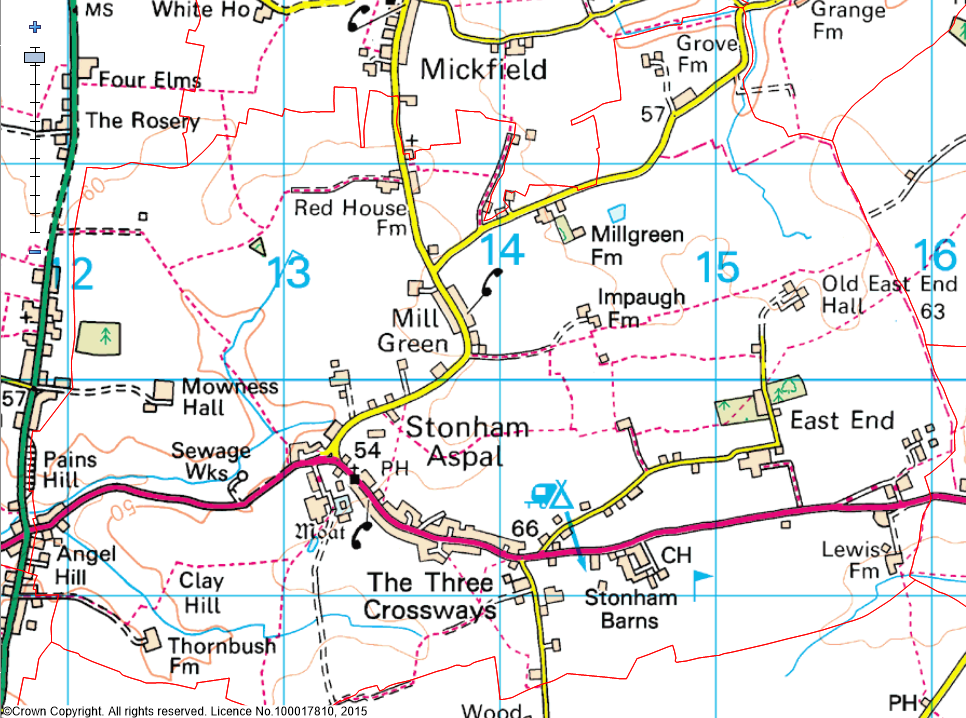 MS
White Ho
Grange
Fm
Grove
Fm
Mickfield
Four Elms
57
The Rosery
60
Red House
Fm
Millgreen
Fm
12
13
14
15
16
Old East End
Hall
63
Impaugh
Fm
Mill
Green
Mowness
Hall
57
East End
Stonham
Aspal
Sewage
Wks
54
PH
Pains
Hill
50
Moat
66
Angel
Hill
CH
Lewis
Fm
Clay
Hill
The Three
Crossways
Stonham
Barns
Thornbush
Fm
PH
Wood
©Crown Copyright. All rights reserved. Licence No.100017810, 2015